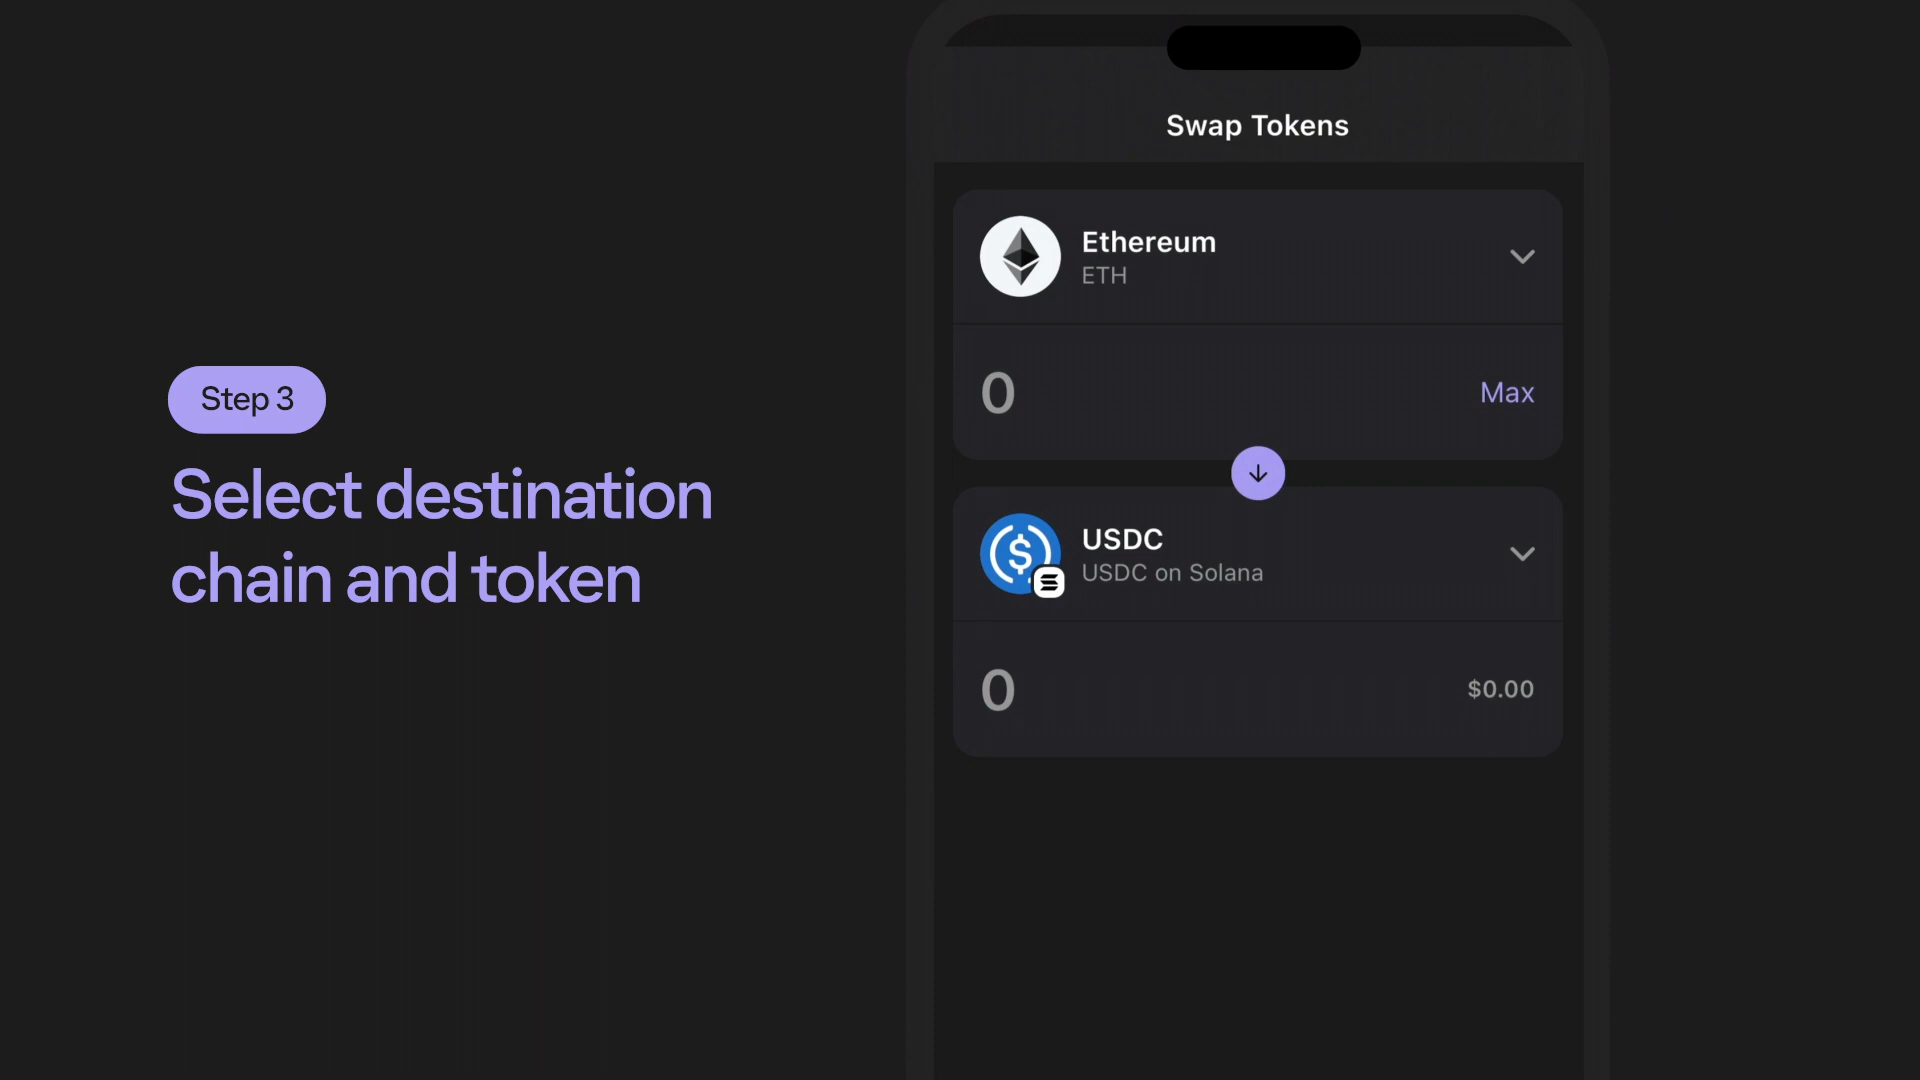 Step 3
Select destination
chain and token
Swap Tokens
Ethereum
ETH
0
Max
USDC
USDC on Solana
0
$0.00